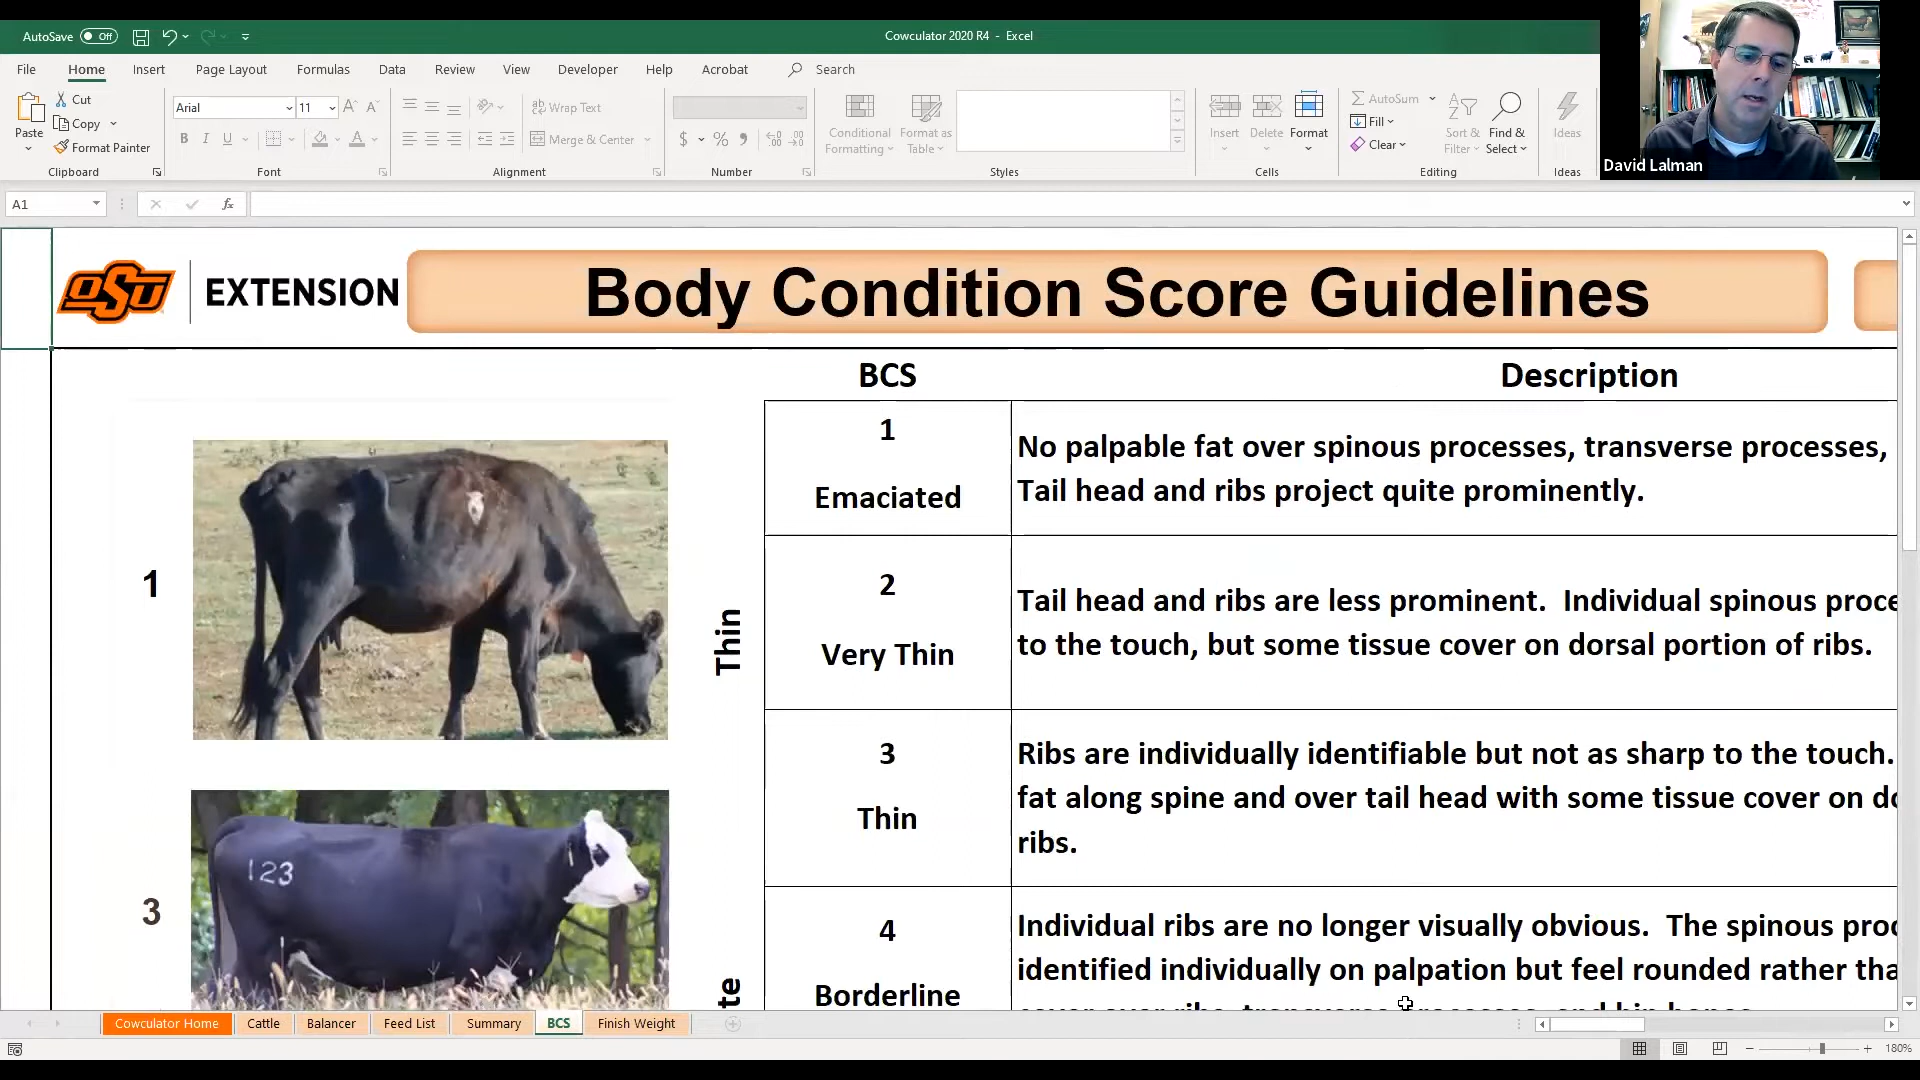 AutoSave Off
Cowculator 2020 R4 - Excel
File Home Insert Page Layout Formulas Data Review View Developer Help Acrobat Search
Paste
Cut
Copy
Format Painter
Clipboard
Arial 11
B I U
Font
Wrap Text
Merge & Center
Alignment
$ %
Number
Conditional Formatting
Format as Table
Styles
Insert Delete Format
Cells
AutoSum
Fill
Clear
Sort & Filter
Find & Select
Editing
Ideas
Ideas
David Lalman
A1
fx
OSU EXTENSION
Body Condition Score Guidelines
BCS Description
1
Emaciated
No palpable fat over spinous processes, transverse processes,
Tail head and ribs project quite prominently.
1
Thin
2
Very Thin
Tail head and ribs are less prominent. Individual spinous proce
to the touch, but some tissue cover on dorsal portion of ribs.
3
Thin
Ribs are individually identifiable but not as sharp to the touch.
fat along spine and over tail head with some tissue cover on do
ribs.
123
3
te
4
Borderline
Individual ribs are no longer visually obvious. The spinous proc
identified individually on palpation but feel rounded rather tha
Cowculator Home Cattle Balancer Feed List Summary BCS Finish Weight
180%